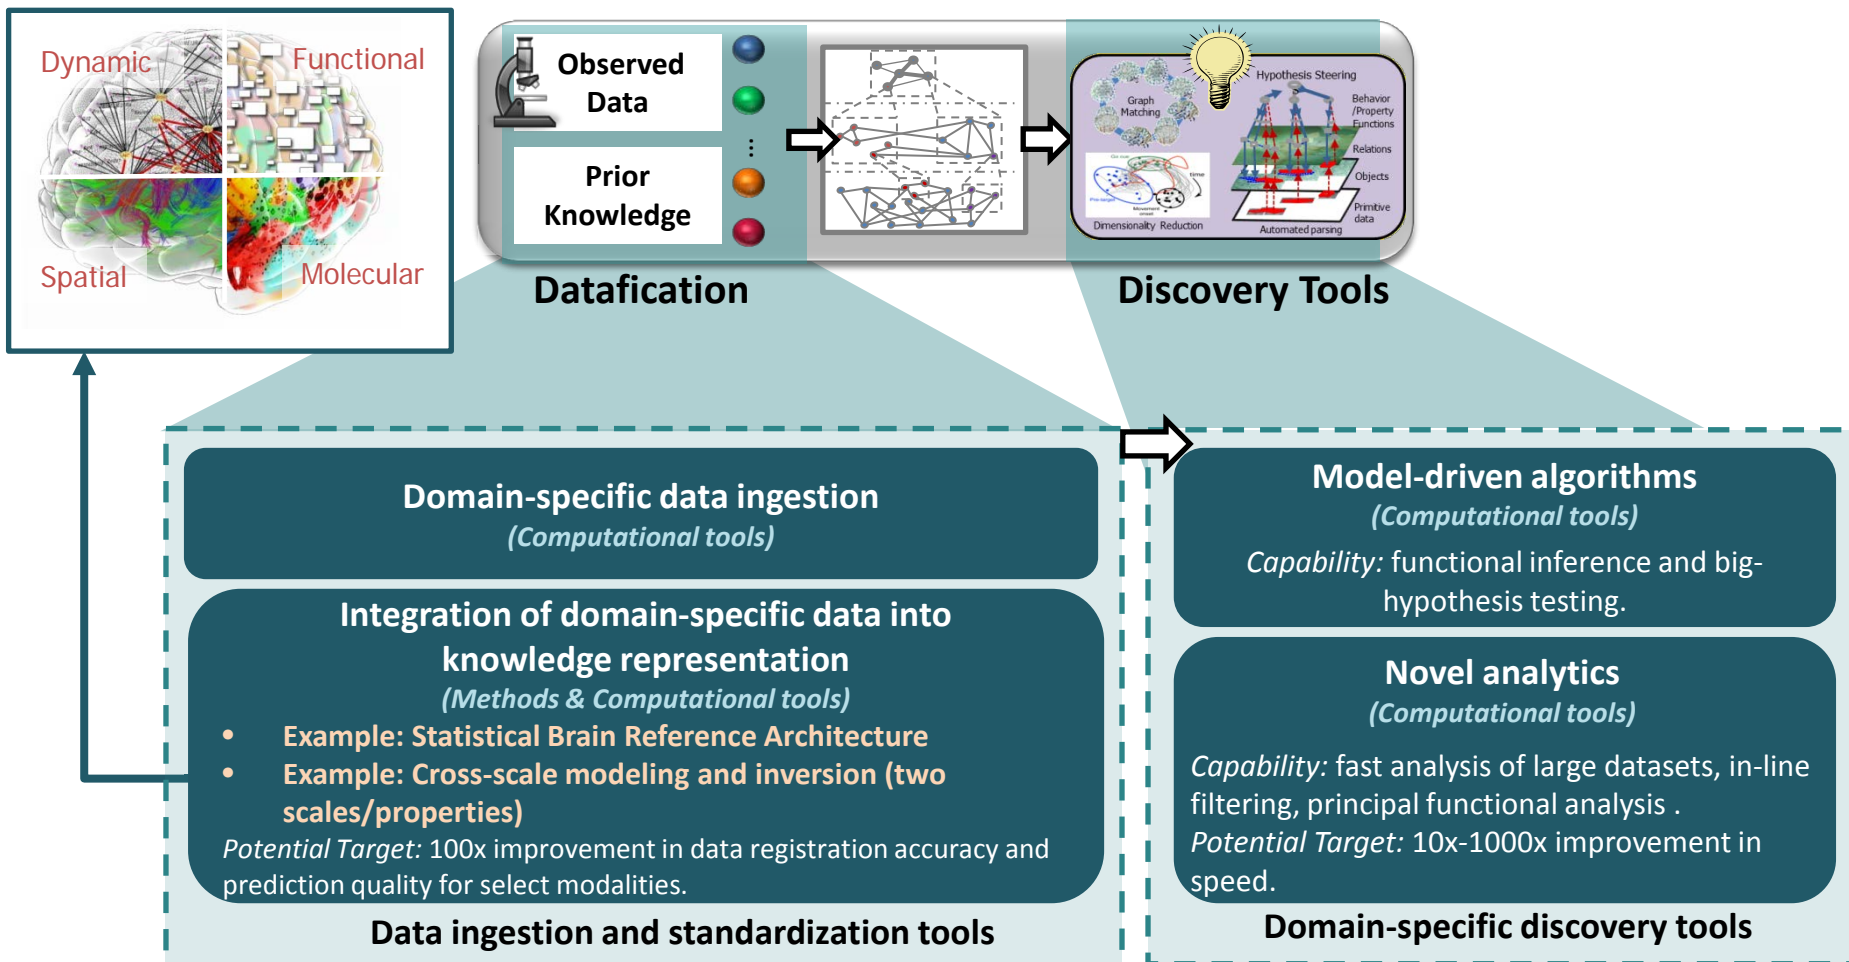 Dynamic
Functional
Spatial
Molecular
Observed
Data
Prior
Knowledge
Datafication
Hypothesis Steering
Graph
Matching
Behavior
/Property
Functions
Relations
Objects
Primitive
data
time
Movement
onset
Dimensionality Reduction
Automated parsing
Discovery Tools
Domain-specific data ingestion
(Computational tools)
Integration of domain-specific data into
knowledge representation
(Methods & Computational tools)
• Example: Statistical Brain Reference Architecture
• Example: Cross-scale modeling and inversion (two
scales/properties)
Potential Target: 100x improvement in data registration accuracy and
prediction quality for select modalities.
Data ingestion and standardization tools
Model-driven algorithms
(Computational tools)
Capability: functional inference and big-
hypothesis testing.
Novel analytics
(Computational tools)
Capability: fast analysis of large datasets, in-line
filtering, principal functional analysis .
Potential Target: 10x-1000x improvement in
speed.
Domain-specific discovery tools